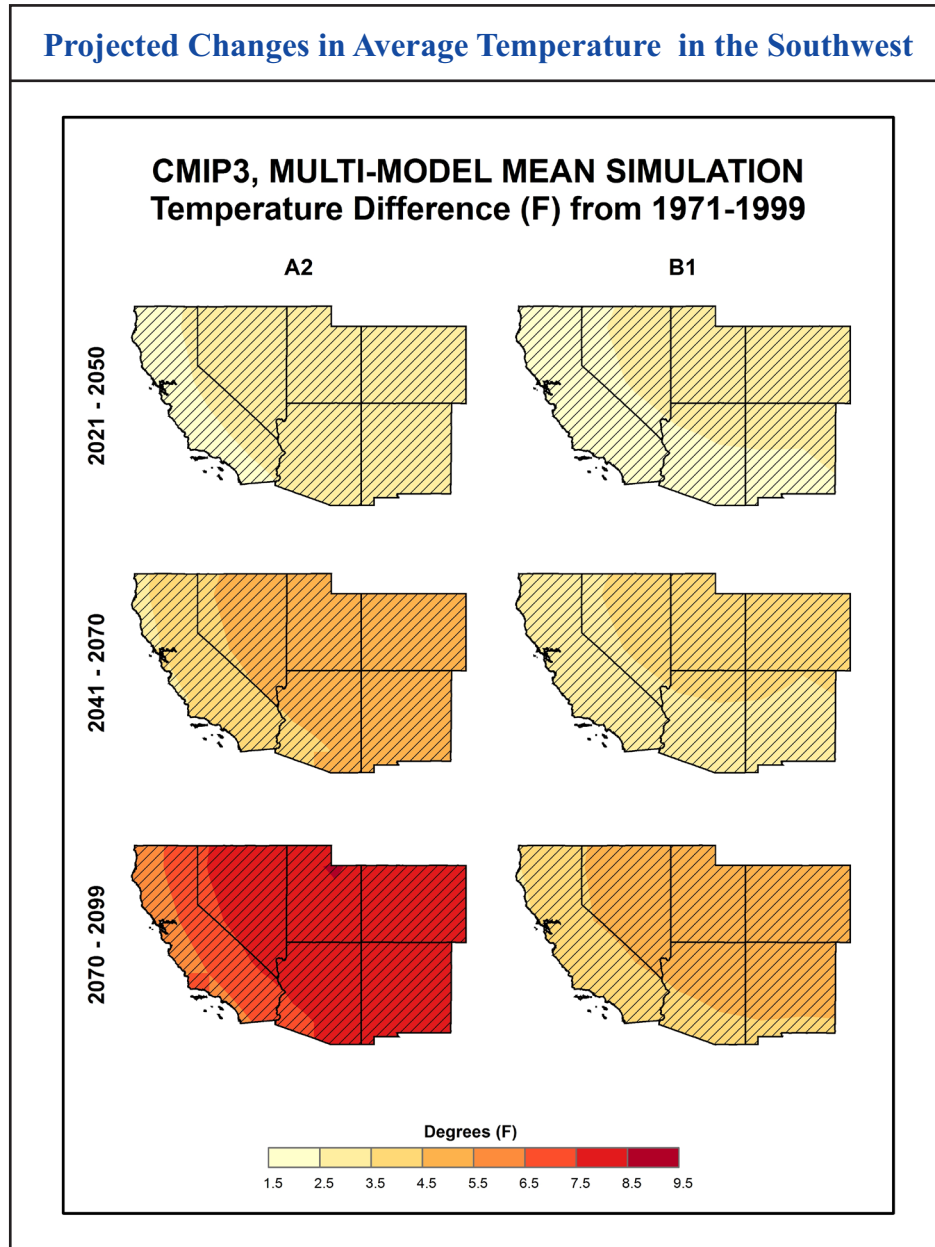 Projected Changes in Average Temperature in the Southwest
CMIP3, MULTI-MODEL MEAN SIMULATION
Temperature Difference (F) from 1971-1999
A2 B1
2021 - 2050
2041 - 2070
2070 - 2099
Degrees (F)
1.5 2.5 3.5 4.5 5.5 6.5 7.5 8.5 9.5